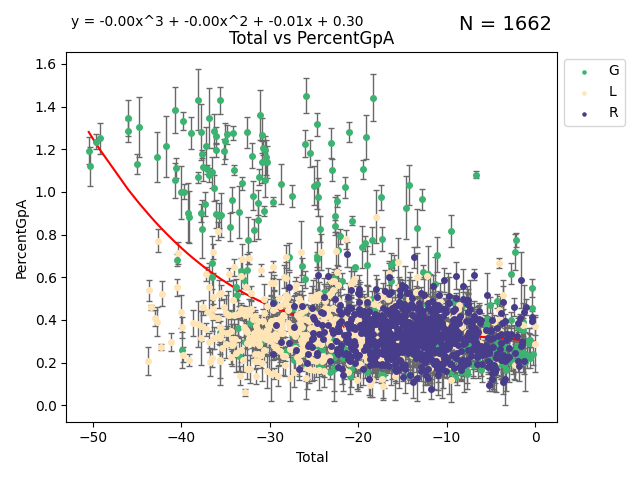 y = -0.00x^3 + -0.00x^2 + -0.01x + 0.30
N = 1662
Total vs PercentGpA
G
L
R
1.6
1.4
1.2
1.0
0.8
0.6
0.4
0.2
0.0
PercentGpA
−50
−40
−30
−20
−10
0
Total